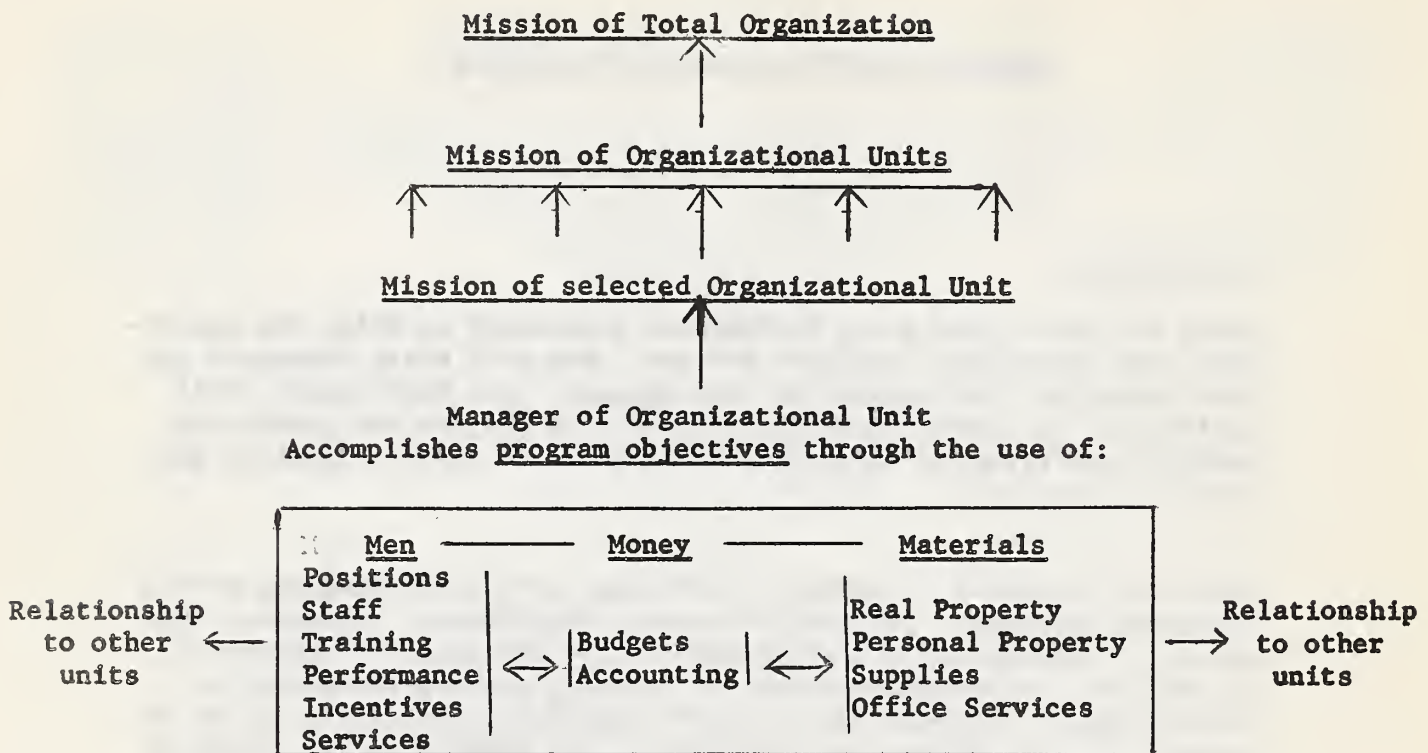 Mission of Total Organization
Mission of Organizational Units
Mission of selected Organizational Unit
Manager of Organizational Unit
Accomplishes program objectives through the use of:
Men Money Materials
Positions
Staff
Training
Performance
Incentives
Services
Budgets
Accounting
Real Property
Personal Property
Supplies
Office Services
Relationship
to other
units
Relationship
to other
units